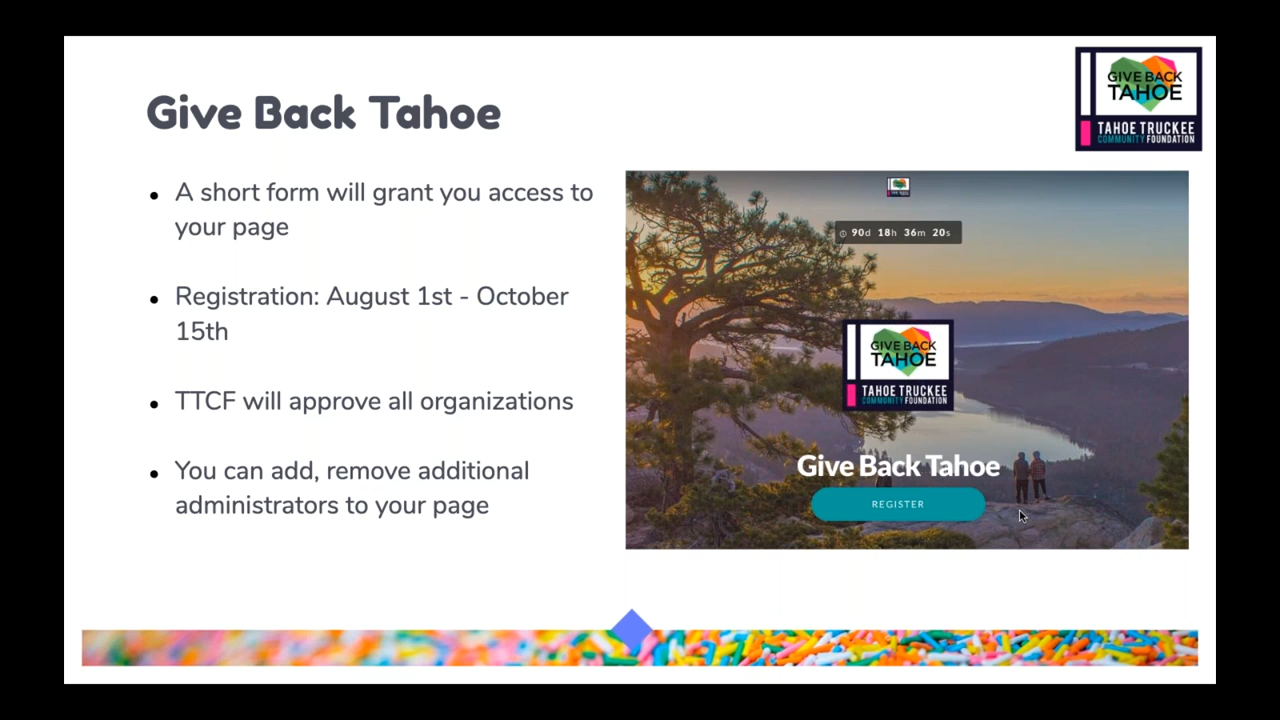 Give Back Tahoe
GIVE BACK
TAHOE
TAHOE TRUCKEE
COMMUNITY FOUNDATION
• A short form will grant you access to
your page
• Registration: August 1st - October
15th
• TTCF will approve all organizations
• You can add, remove additional
administrators to your page
90d 18h 36m 20s
GIVE BACK
TAHOE
TAHOE TRUCKEE
COMMUNITY FOUNDATION
Give Back Tahoe
REGISTER